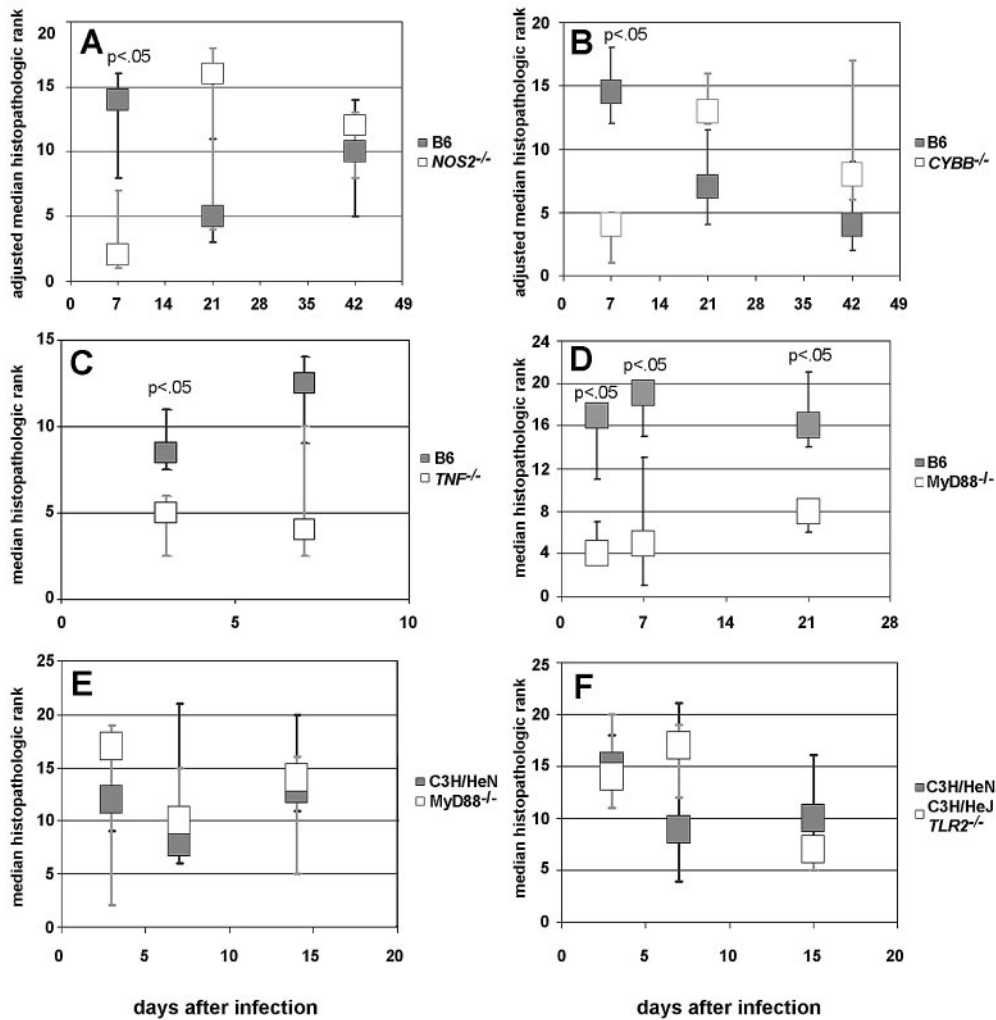 A
p<.05
adjusted median histopathologic rank
20
15
10
5
0
0 7 14 21 28 35 42 49
B6
NOS2-/-
B
p<.05
adjusted median histopathologic rank
20
15
10
5
0
0 7 14 21 28 35 42 49
B6
CYBB-/-
C
p<.05
median histopathologic rank
15
10
5
0
0 5 10
B6
TNF-/-
D
p<.05
p<.05
p<.05
median histopathologic rank
24
20
16
12
8
4
0
0 7 14 21 28
B6
MyD88-/-
E
median histopathologic rank
25
20
15
10
5
0
0 5 10 15 20
C3H/HeN
MyD88-/-
days after infection
F
median histopathologic rank
25
20
15
10
5
0
0 5 10 15 20
C3H/HeN
C3H/HeJ
TLR2-/-
days after infection